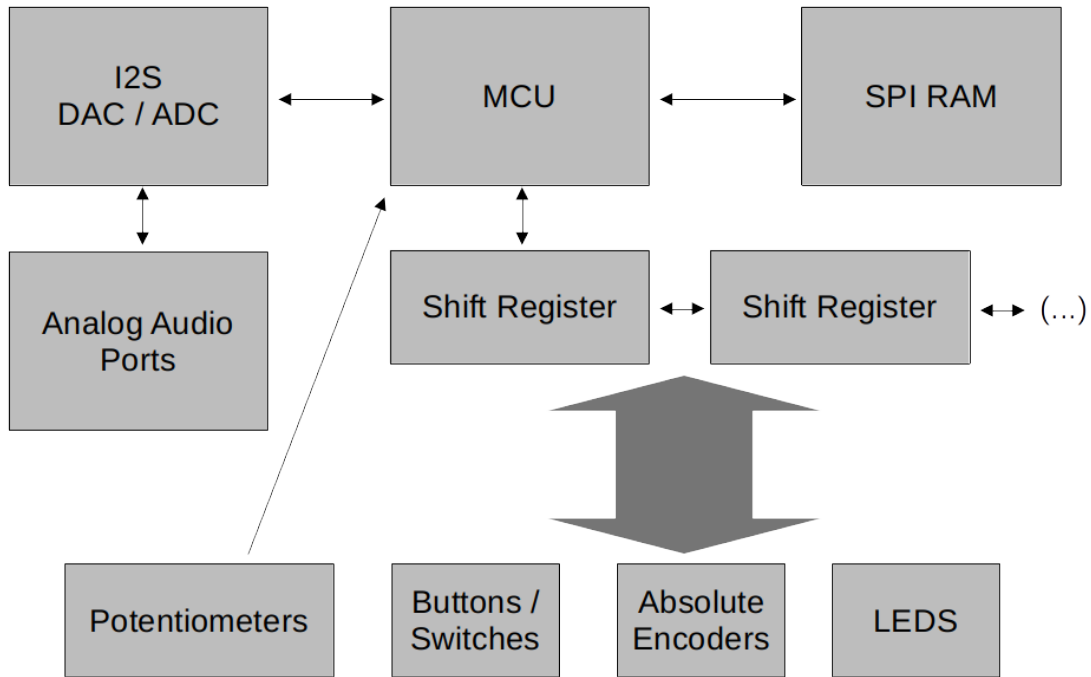 I2S
DAC / ADC
MCU
SPI RAM
Analog Audio
Ports
Shift Register
Shift Register
(...)
Potentiometers
Buttons /
Switches
Absolute
Encoders
LEDS